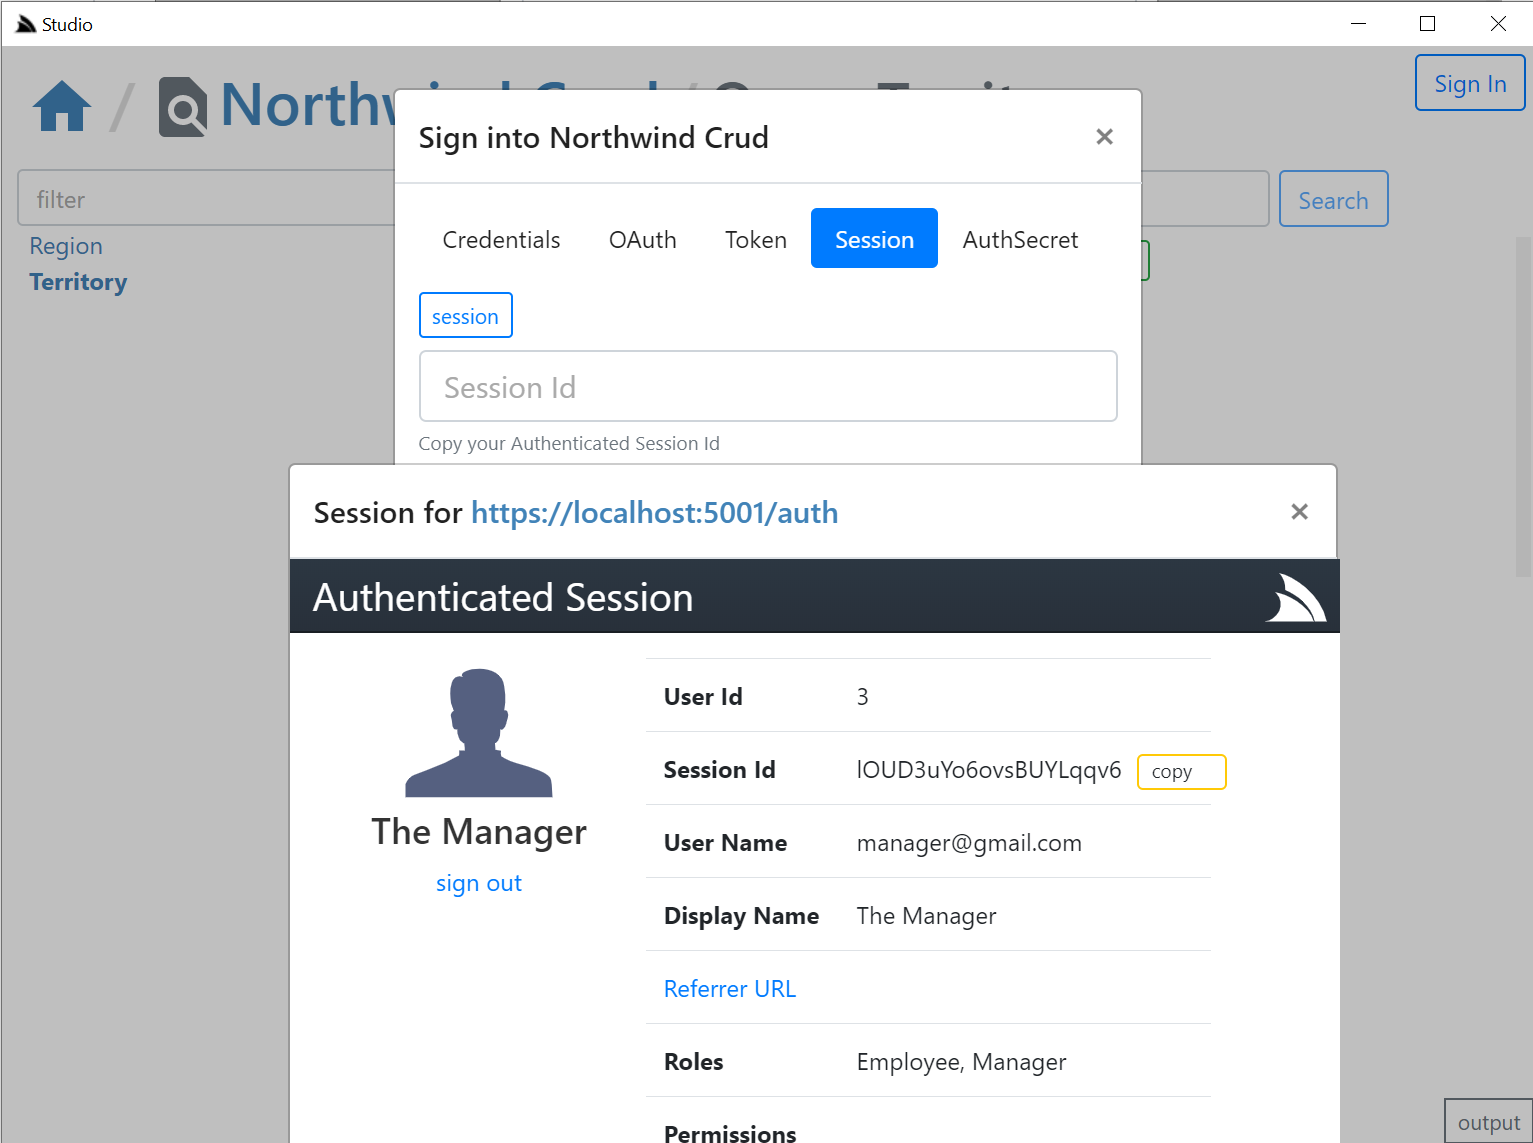 Studio
Sign In
Sign into Northwind Crud
×
filter
Search
Region
Territory
Credentials OAuth Token Session AuthSecret
session
Session Id
Copy your Authenticated Session Id
Session for https://localhost:5001/auth
×
Authenticated Session
The Manager
sign out
User Id 3
Session Id lOUD3uYo6ovsBUYLqqv6 copy
User Name manager@gmail.com
Display Name The Manager
Referrer URL
Roles Employee, Manager
Permissions
output